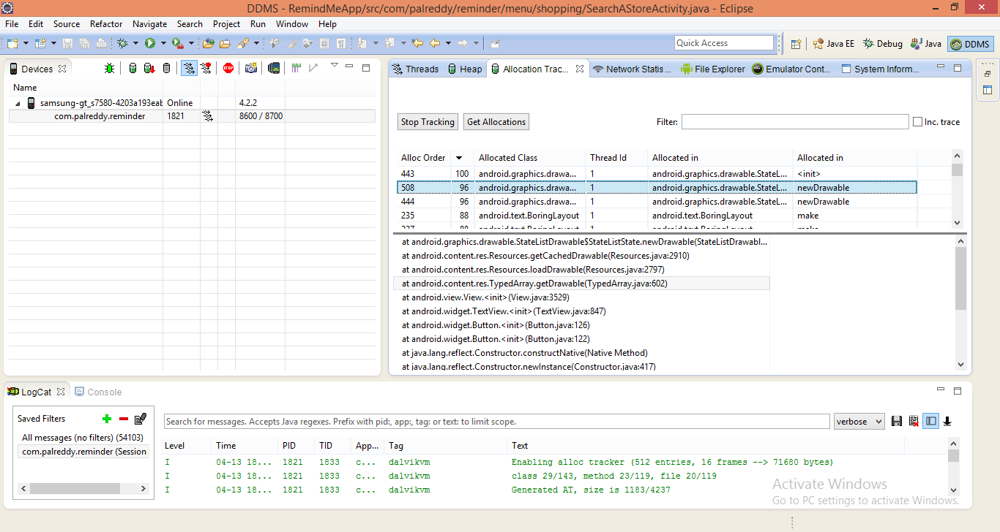 DDMS - RemindMeApp/src/com/palreddy/reminder/menu/shopping/SearchAStoreActivity.java - Eclipse
File Edit Source Refactor Navigate Search Project Run Window Help
Quick Access
Java EE Debug Java DDMS
Devices
Name
samsung-gt_s7580-4203a193eab Online 4.2.2
com.palreddy.reminder 1821 8600 / 8700
Threads Heap Allocation Trac... Network Statis... File Explorer Emulator Cont... System Inform...
Stop Tracking Get Allocations Filter: Inc. trace
Alloc Order Allocated Class Thread Id Allocated in Allocated in
443 100 android.graphics.drawa... 1 android.graphics.drawable.StateL... <init>
508 96 android.graphics.drawa... 1 android.graphics.drawable.StateL... newDrawable
444 96 android.graphics.drawa... 1 android.graphics.drawable.StateL... newDrawable
235 88 android.text.BoringLayout 1 android.text.BoringLayout make
at android.graphics.drawable.StateListDrawable$StateListState.newDrawable(StateListDrawabl...
at android.content.res.Resources.getCachedDrawable(Resources.java:2910)
at android.content.res.Resources.loadDrawable(Resources.java:2797)
at android.content.res.TypedArray.getDrawable(TypedArray.java:602)
at android.view.View.<init>(View.java:3529)
at android.widget.TextView.<init>(TextView.java:847)
at android.widget.Button.<init>(Button.java:126)
at android.widget.Button.<init>(Button.java:122)
at java.lang.reflect.Constructor.constructNative(Native Method)
at java.lang.reflect.Constructor.newInstance(Constructor.java:417)
LogCat Console
Saved Filters
All messages (no filters) (54103)
com.palreddy.reminder (Session
Search for messages. Accepts Java regexes. Prefix with pid:, app:, tag: or text: to limit scope. verbose
Level Time PID TID App... Tag Text
I 04-13 18... 1821 1833 c... dalvikvm Enabling alloc tracker (512 entries, 16 frames --> 71680 bytes)
I 04-13 18... 1821 1833 c... dalvikvm class 29/143, method 23/119, file 20/119
I 04-13 18... 1821 1833 c... dalvikvm Generated AT, size is 1183/4237
Activate Windows
Go to PC settings to activate Windows.